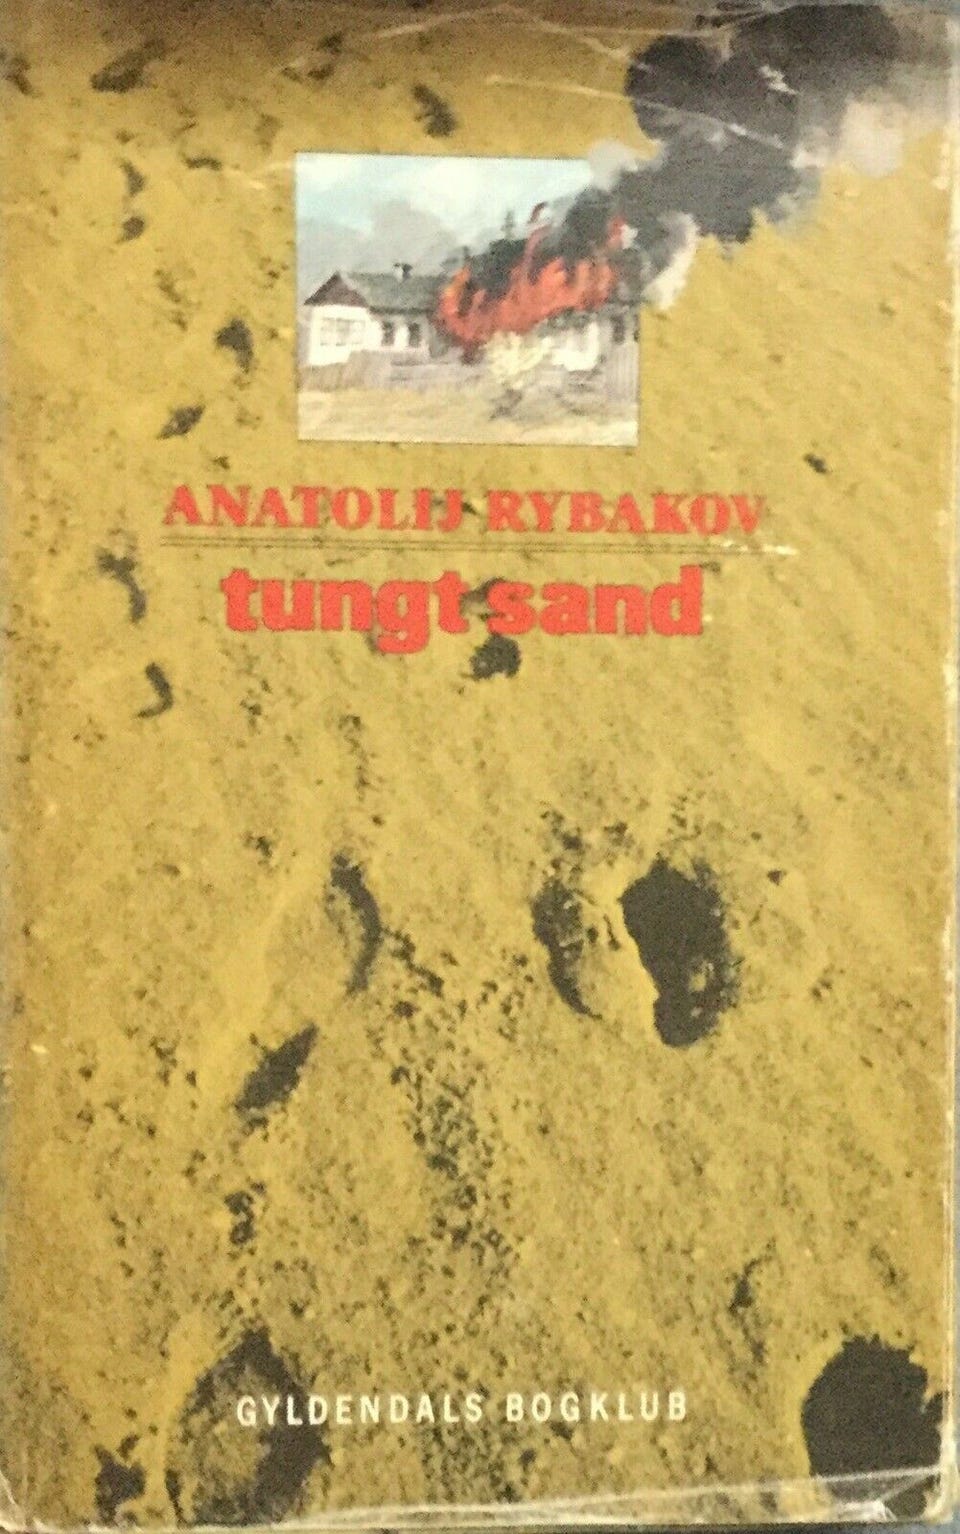 ANATOLIJ RYBAKOV
tungt sand
GYLDENDALS BOGKLUB